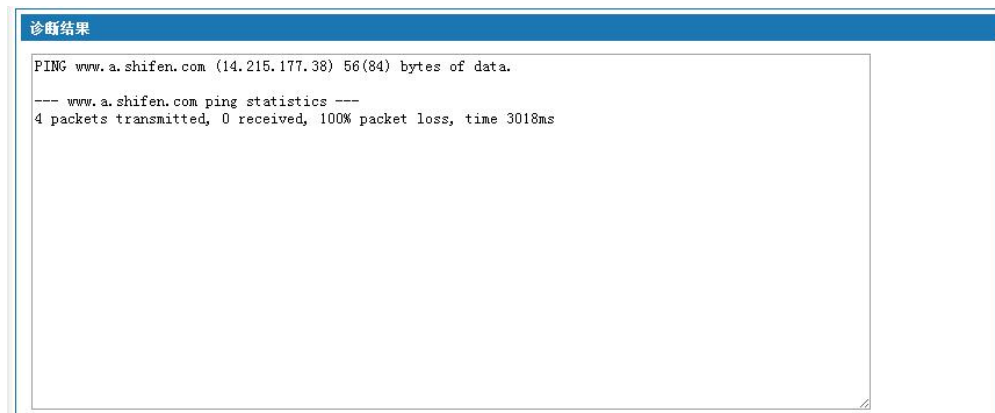 诊断结果
PING www.a.shifen.com (14.215.177.38) 56(84) bytes of data.
--- www.a.shifen.com ping statistics ---
4 packets transmitted, 0 received, 100% packet loss, time 3018ms